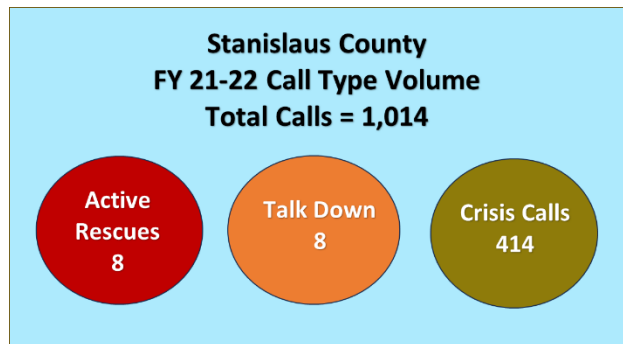 Stanislaus County
FY 21-22 Call Type Volume
Total Calls = 1,014
Active
Rescues
8
Talk Down
8
Crisis Calls
414